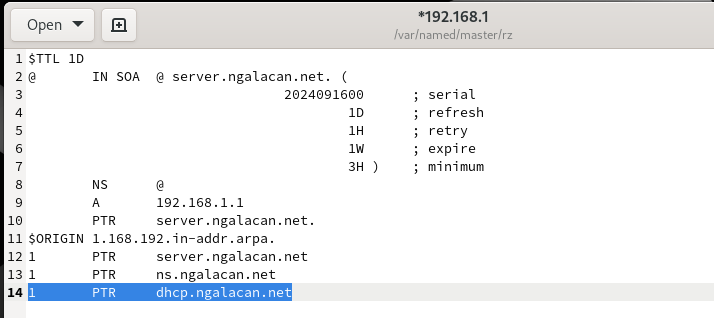 Open
*192.168.1
/var/named/master/rz
1 $TTL 1D
2 @ IN SOA @ server.ngalacan.net. (
3 2024091600 ; serial
4 1D ; refresh
5 1H ; retry
6 1W ; expire
7 3H ) ; minimum
8 NS @
9 A 192.168.1.1
10 PTR server.ngalacan.net.
11 $ORIGIN 1.168.192.in-addr.arpa.
12 1 PTR server.ngalacan.net
13 1 PTR ns.ngalacan.net
14 1 PTR dhcp.ngalacan.net